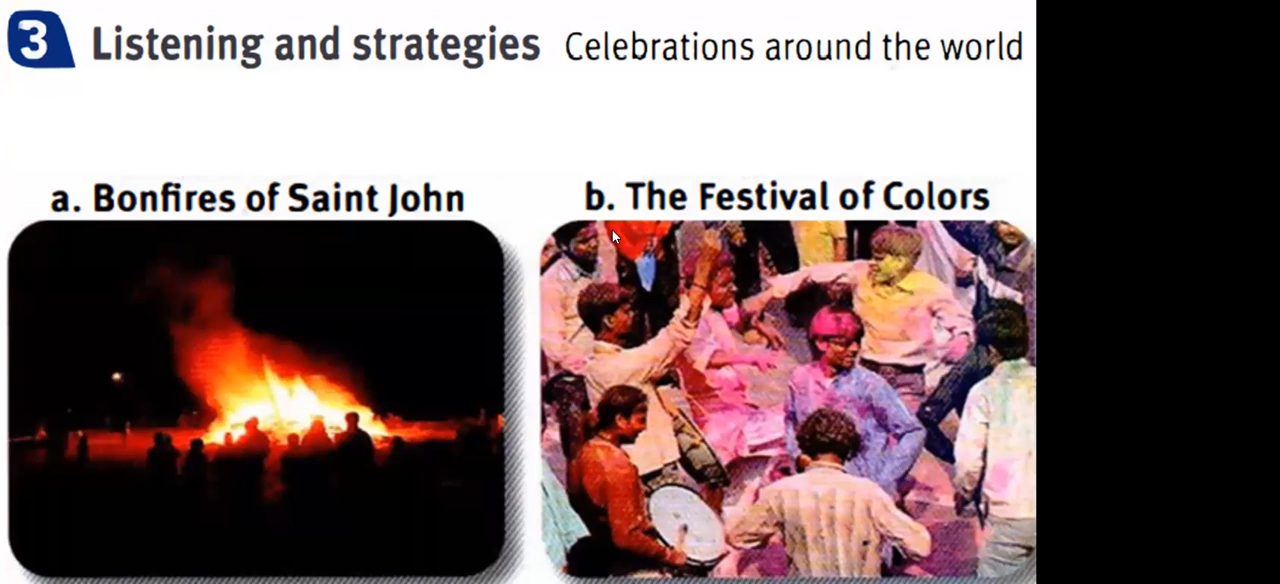 3 Listening and strategies Celebrations around the world
a. Bonfires of Saint John
b. The Festival of Colors